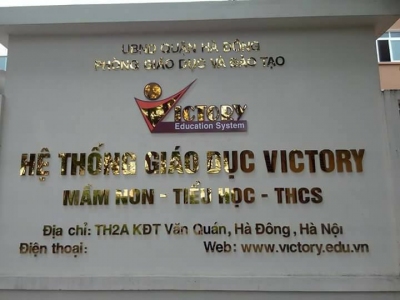 UBND QUẬN HÀ ĐÔNG
PHÒNG GIÁO DỤC VÀ ĐÀO TẠO
VICTORY
Education System
HỆ THỐNG GIÁO DỤC VICTORY
MẦM NON - TIỂU HỌC - THCS
Địa chỉ: TH2A KĐT Văn Quán, Hà Đông, Hà Nội
Điện thoại: Web: www.victory.edu.vn